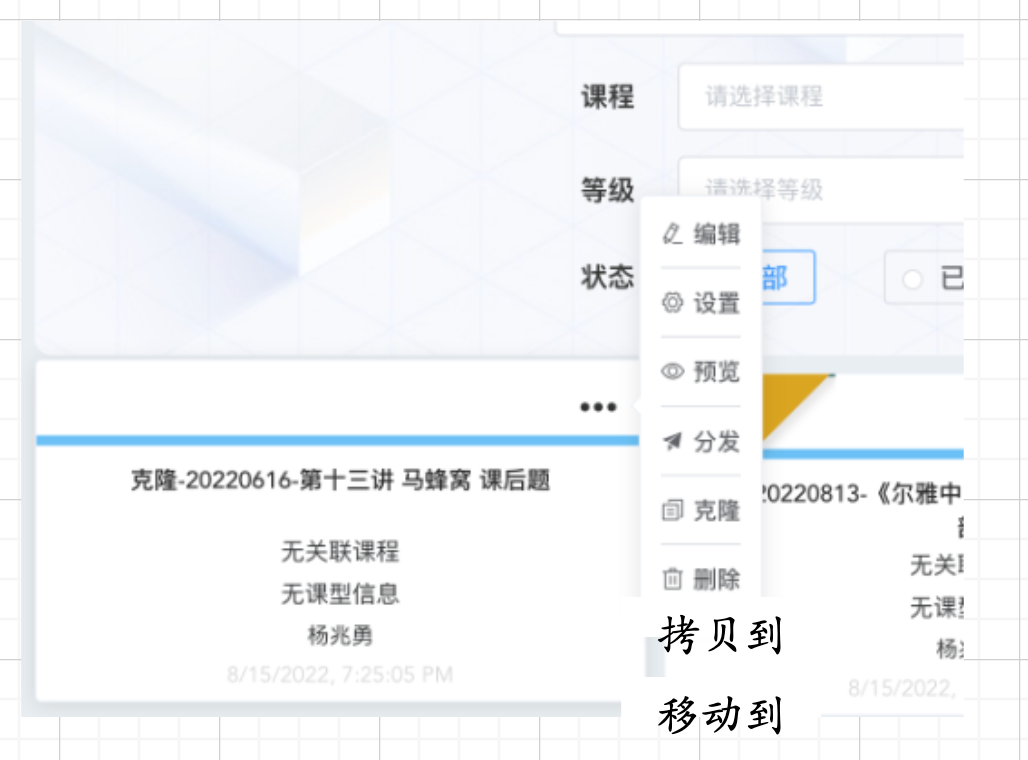 课程
请选择课程
等级
请选择等级
状态
部
已
编辑
设置
预览
分发
克隆
删除
拷贝到
移动到
克隆-20220616-第十三讲 马蜂窝 课后题
无关联课程
无课型信息
杨兆勇
8/15/2022, 7:25:05 PM
20220813-《尔雅中
无关
无课
杨
8/15/2022,